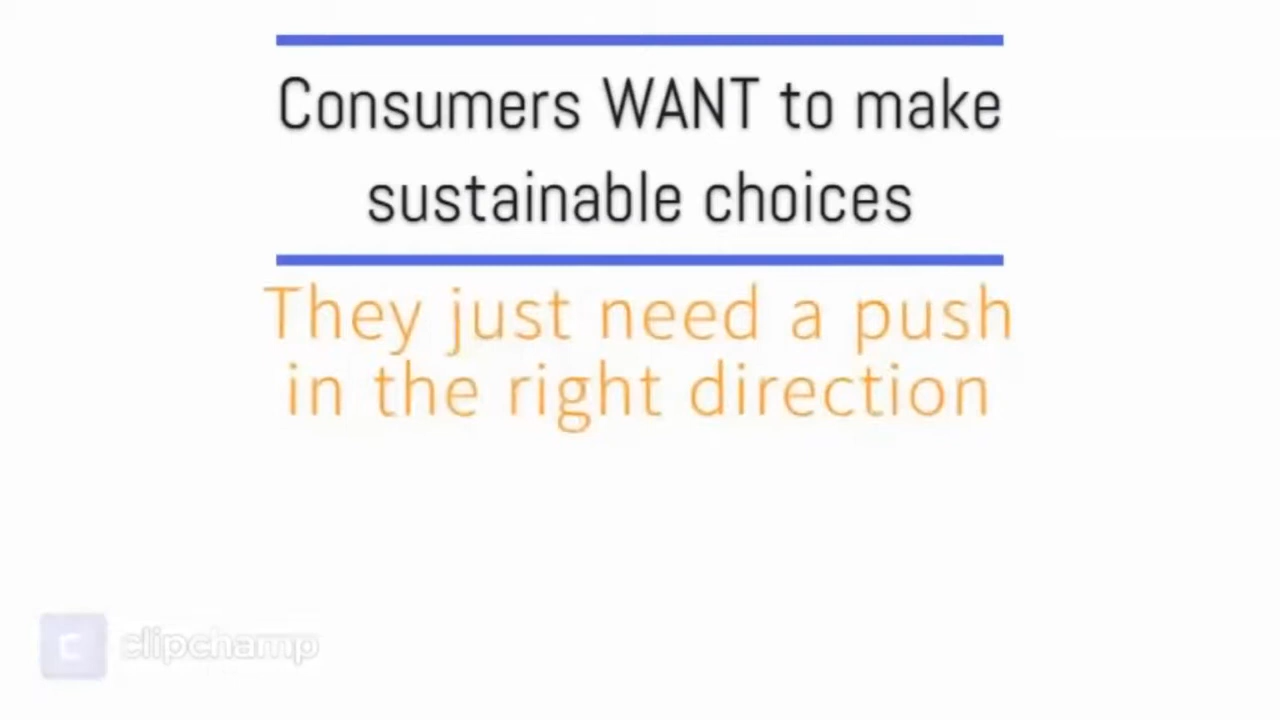 Consumers WANT to make
sustainable choices
They just need a push
in the right direction
C clipchamp